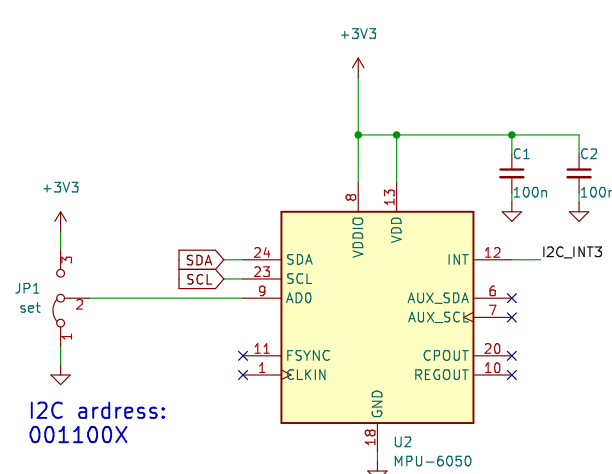 +3V3
8
VDDIO
13
VDD
C1
100n
C2
100n
+3V3
3
JP1
set
2
1
SDA
24
SDA
SCL
23
SCL
9
AD0
11
FSYNC
1
CLKIN
INT
12
I2C_INT3
AUX_SDA
6
AUX_SCL
7
CPOUT
20
REGOUT
10
GND
18
U2
MPU-6050
I2C ardress:
001100X